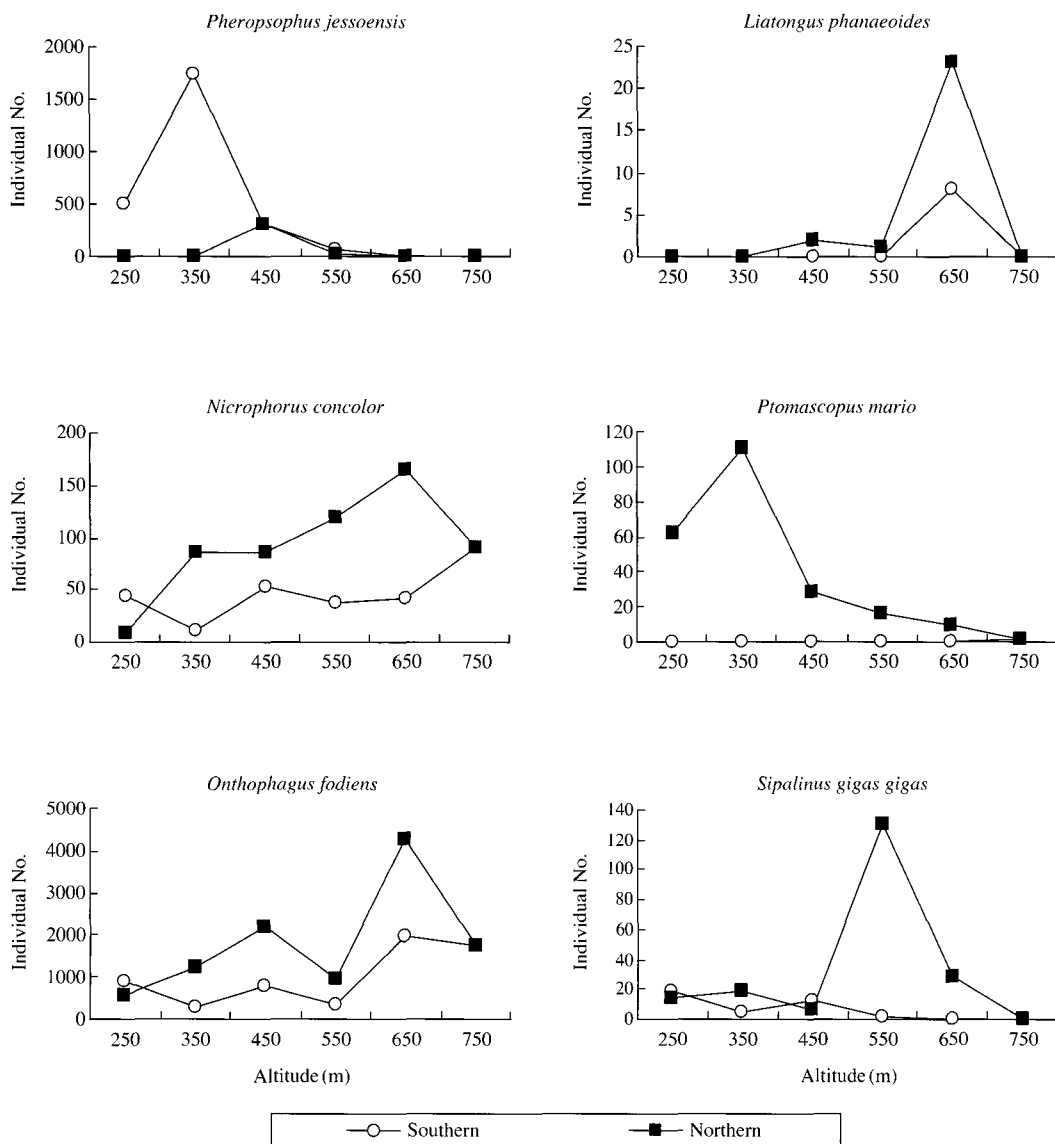 Pheropsophus jessoensis
Individual No.
2000
1500
1000
500
0
250 350 450 550 650 750
Liatongus phanaeoides
Individual No.
25
20
15
10
5
0
250 350 450 550 650 750
Nicrophorus concolor
Individual No.
200
150
100
50
0
250 350 450 550 650 750
Ptomascopus mario
Individual No.
120
100
80
60
40
20
0
250 350 450 550 650 750
Onthophagus fodiens
Individual No.
5000
4000
3000
2000
1000
0
250 350 450 550 650 750
Altitude (m)
Sipalinus gigas gigas
Individual No.
140
120
100
80
60
40
20
0
250 350 450 550 650 750
Altitude (m)
Southern Northern